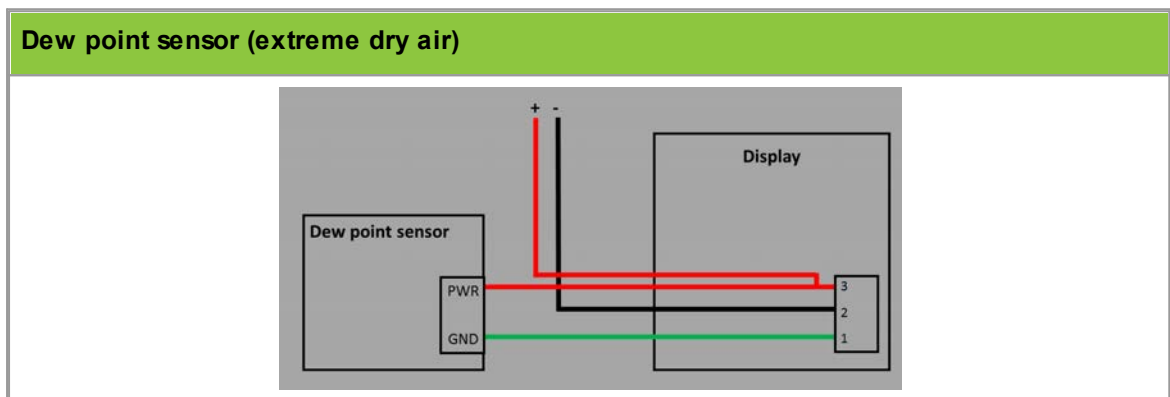 Dew point sensor (extreme dry air)
+ -
Display
Dew point sensor
PWR
3
2
GND
1